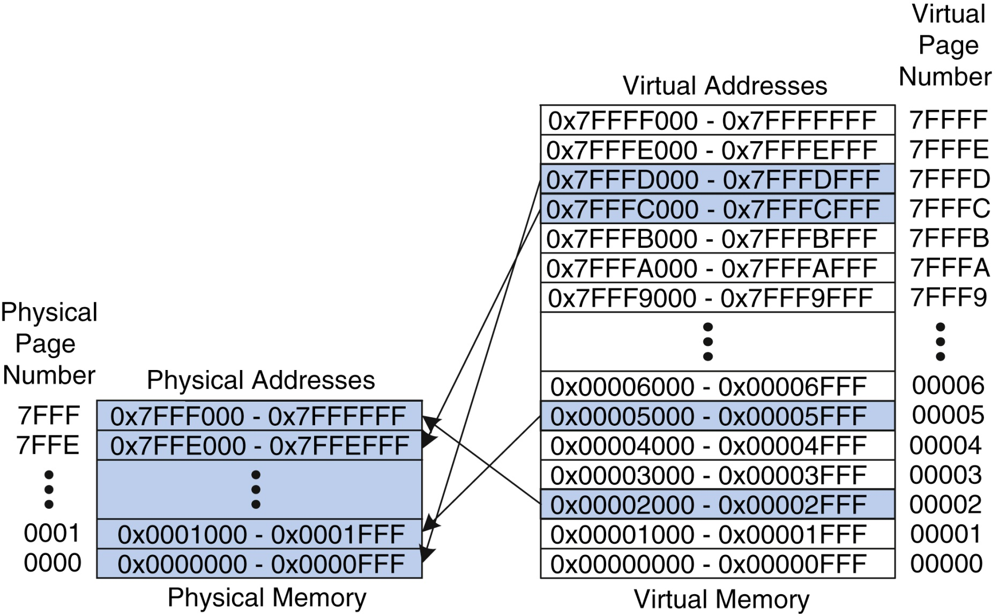 Virtual
Page
Number
Virtual Addresses
0x7FFFF000 - 0x7FFFFFFF 7FFFF
0x7FFFE000 - 0x7FFFEFFF 7FFFE
0x7FFFD000 - 0x7FFFDFFF 7FFFD
0x7FFFC000 - 0x7FFFCFFF 7FFFC
0x7FFFB000 - 0x7FFFBFFF 7FFFB
0x7FFFA000 - 0x7FFFAFFF 7FFFA
0x7FFF9000 - 0x7FFF9FFF 7FFF9
0x00006000 - 0x00006FFF 00006
0x00005000 - 0x00005FFF 00005
0x00004000 - 0x00004FFF 00004
0x00003000 - 0x00003FFF 00003
0x00002000 - 0x00002FFF 00002
0x00001000 - 0x00001FFF 00001
0x00000000 - 0x00000FFF 00000
Virtual Memory
Physical
Page
Number
Physical Addresses
7FFF 0x7FFF000 - 0x7FFFFFF
7FFE 0x7FFE000 - 0x7FFEFFF
0001 0x0001000 - 0x0001FFF
0000 0x0000000 - 0x0000FFF
Physical Memory